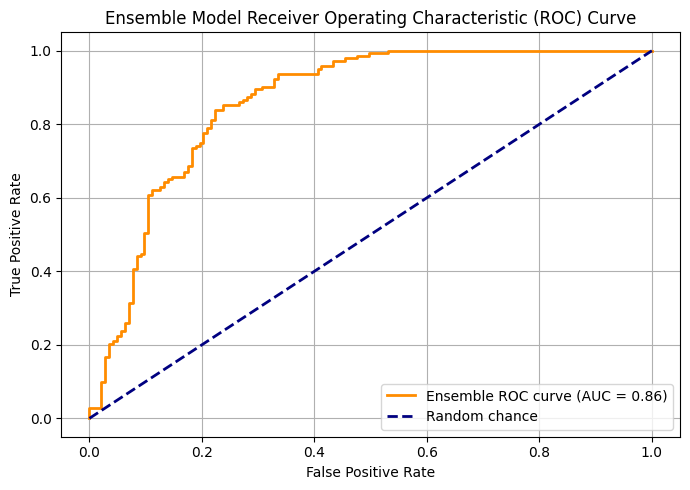 Ensemble Model Receiver Operating Characteristic (ROC) Curve
True Positive Rate
1.0
0.8
0.6
0.4
0.2
0.0
Ensemble ROC curve (AUC = 0.86)
Random chance
0.0 0.2 0.4 0.6 0.8 1.0
False Positive Rate